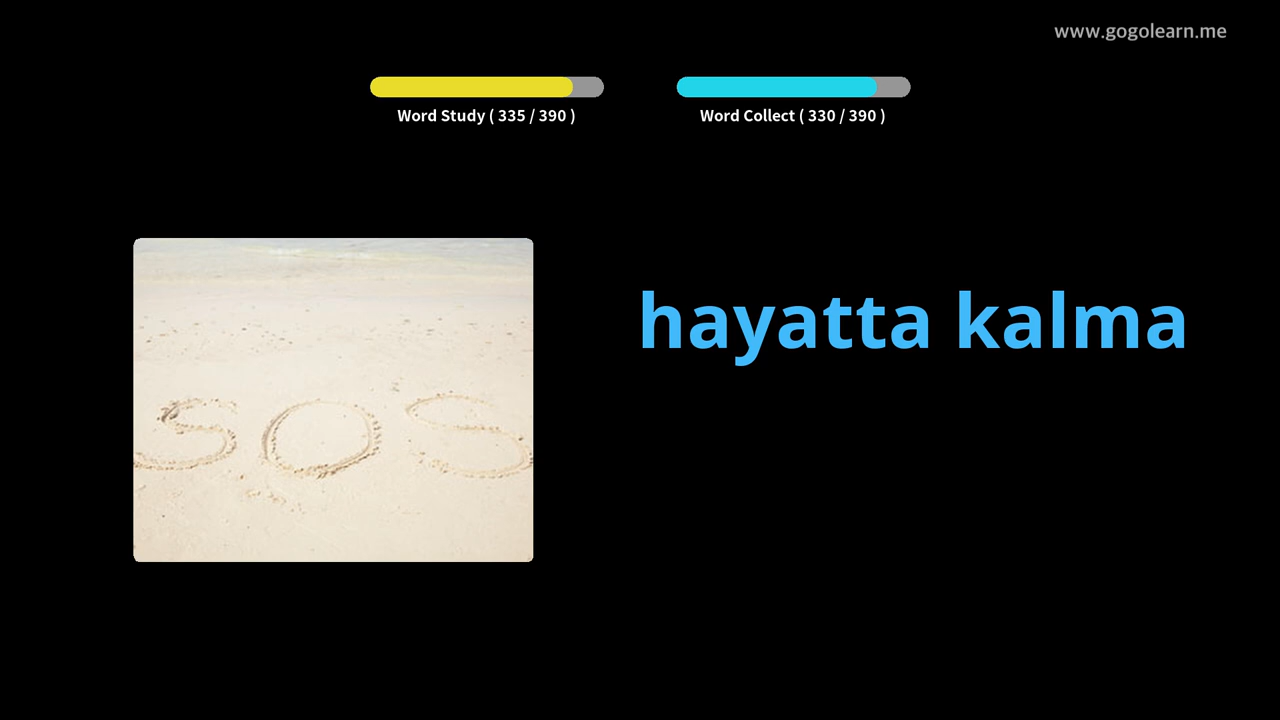 www.gogolearn.me
Word Study ( 335 / 390 )
Word Collect ( 330 / 390 )
SOS
hayatta kalma